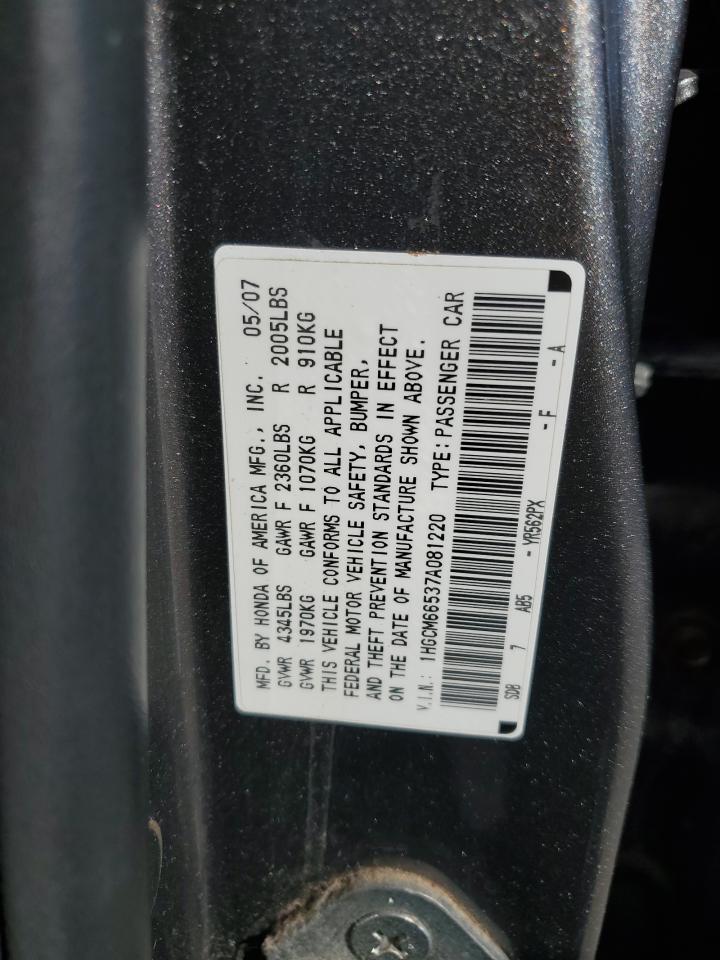 MFD. BY HONDA OF AMERICA MFG., INC. 05/07
GVWR 4345LBS GAWR F 2360LBS R 2005LBS
GVWR 1970KG GAWR F 1070KG R 910KG
THIS VEHICLE CONFORMS TO ALL APPLICABLE
FEDERAL MOTOR VEHICLE SAFETY, BUMPER,
AND THEFT PREVENTION STANDARDS IN EFFECT
ON THE DATE OF MANUFACTURE SHOWN ABOVE.
V.I.N.: 1HGCM66537A081220 TYPE: PASSENGER CAR
SDB 7 AB5 - YR562PX - F - A